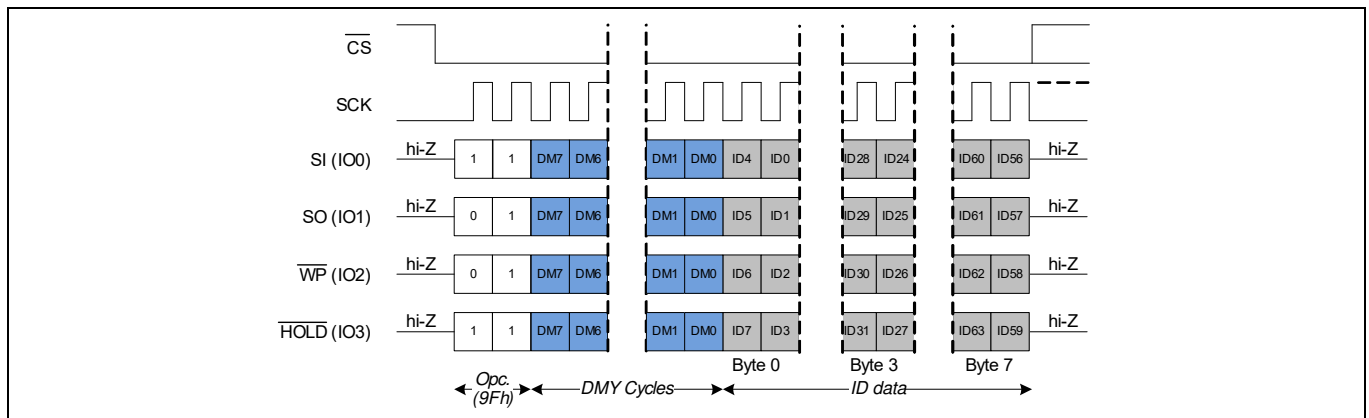 CS
SCK
SI (IO0) hi-Z 1 1 DM7 DM6 DM1 DM0 ID4 ID0 ID28 ID24 ID60 ID56 hi-Z
SO (IO1) hi-Z 0 1 DM7 DM6 DM1 DM0 ID5 ID1 ID29 ID25 ID61 ID57 hi-Z
WP (IO2) hi-Z 0 1 DM7 DM6 DM1 DM0 ID6 ID2 ID30 ID26 ID62 ID58 hi-Z
HOLD (IO3) hi-Z 1 1 DM7 DM6 DM1 DM0 ID7 ID3 ID31 ID27 ID63 ID59 hi-Z
Byte 0 Byte 3 Byte 7
Opc. DMY Cycles ID data
(9Fh)